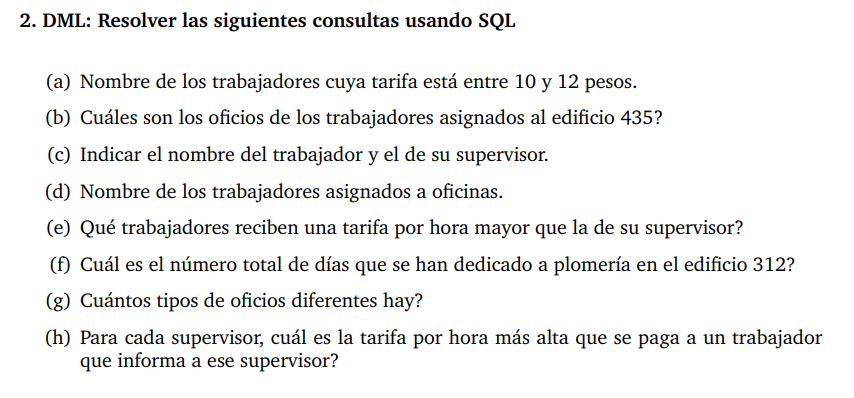 2. DML: Resolver las siguientes consultas usando SQL
(a) Nombre de los trabajadores cuya tarifa está entre 10 y 12 pesos.
(b) Cuáles son los oficios de los trabajadores asignados al edificio 435?
(c) Indicar el nombre del trabajador y el de su supervisor.
(d) Nombre de los trabajadores asignados a oficinas.
(e) Qué trabajadores reciben una tarifa por hora mayor que la de su supervisor?
(f) Cuál es el número total de días que se han dedicado a plomería en el edificio 312?
(g) Cuántos tipos de oficios diferentes hay?
(h) Para cada supervisor, cuál es la tarifa por hora más alta que se paga a un trabajador
que informa a ese supervisor?